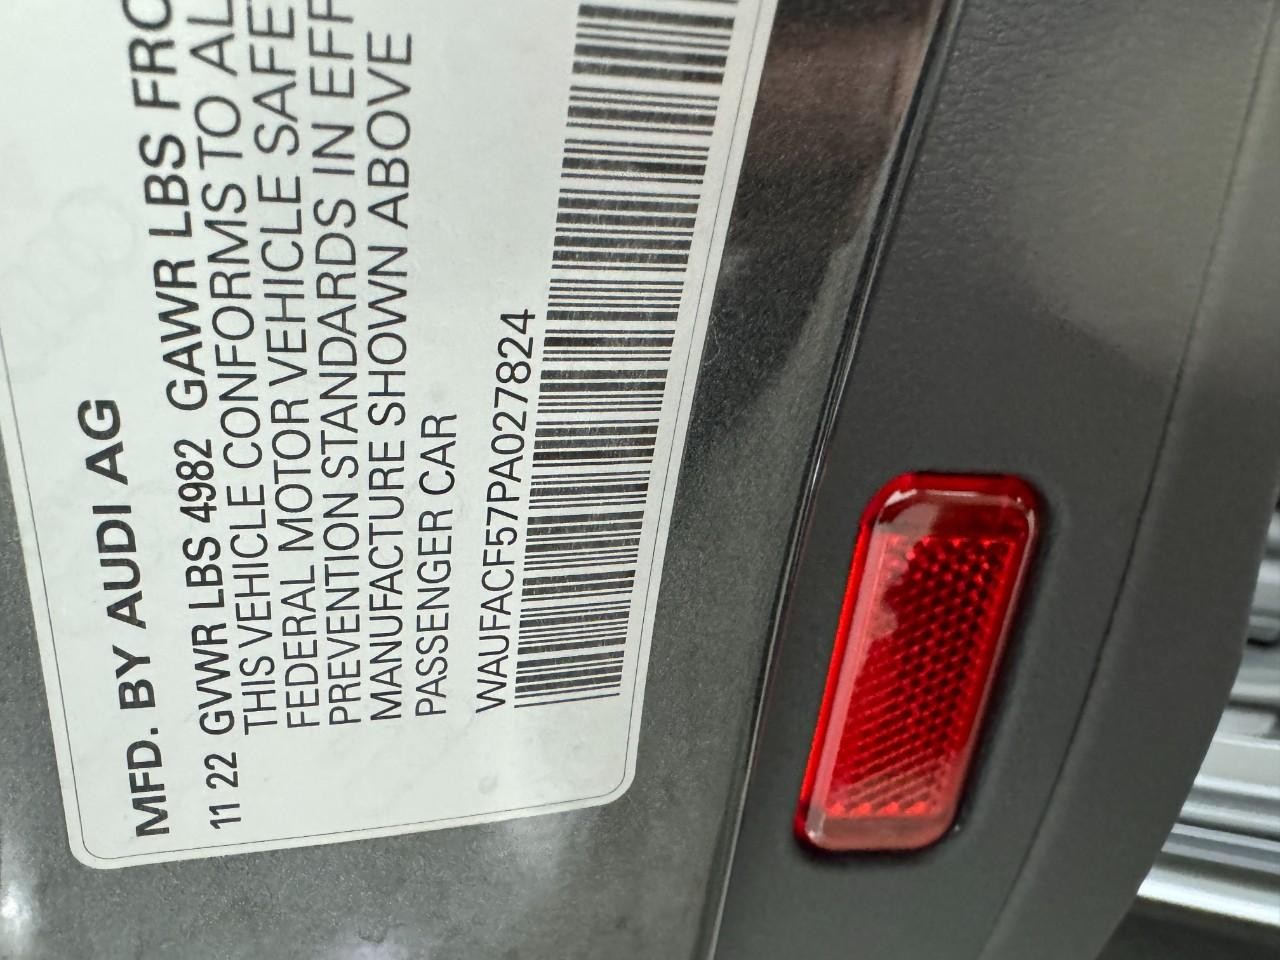 MFD. BY AUDI AG
11 22 GVWR LBS 4982 GAWR LBS FRO
THIS VEHICLE CONFORMS TO AL
FEDERAL MOTOR VEHICLE SAFE
PREVENTION STANDARDS IN EFF
MANUFACTURE SHOWN ABOVE
PASSENGER CAR
WAUFACF57PA027824